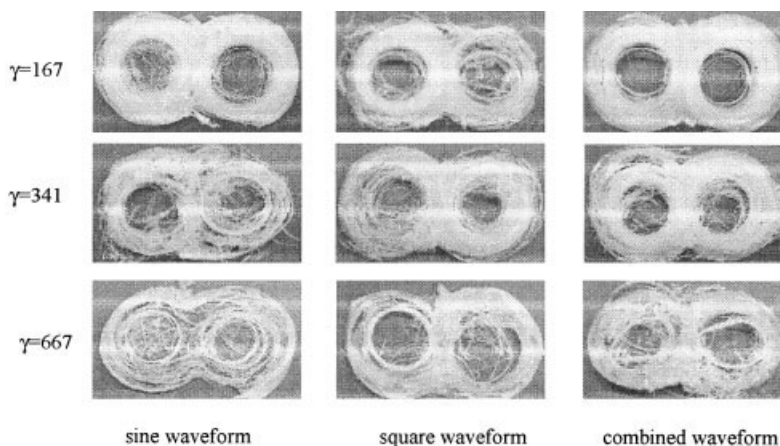 γ=167
γ=341
γ=667
sine waveform square waveform combined waveform